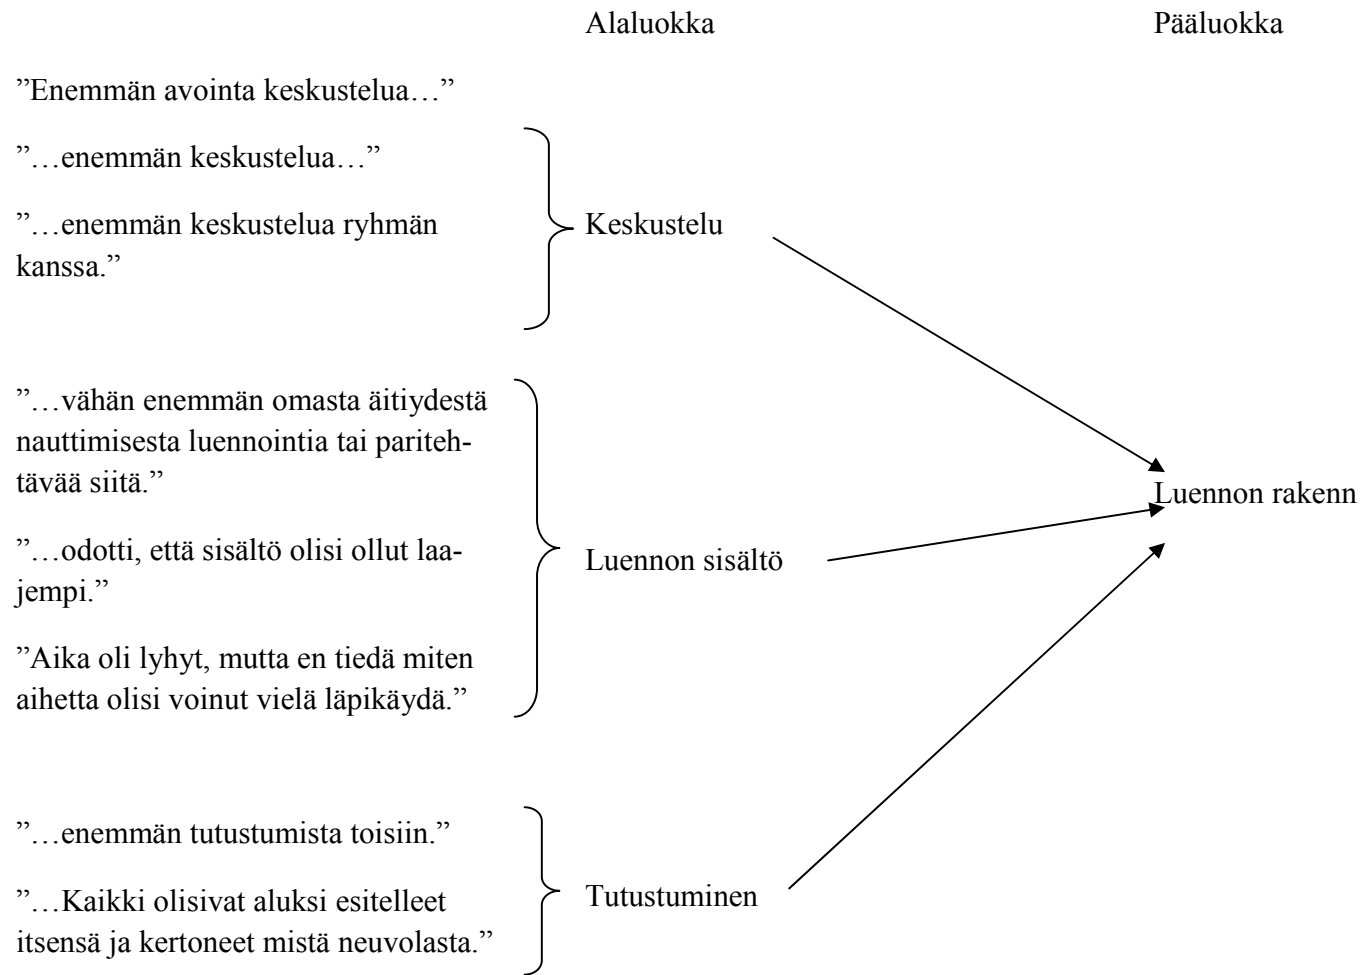 Alaluokka
Pääluokka
”Enemmän avointa keskustelua…”
”…enemmän keskustelua…”
”…enemmän keskustelua ryhmän
kanssa.”
Keskustelu
”…vähän enemmän omasta äitiydestä
nauttimisesta luennointia tai pariteh-
tävää siitä.”
”…odotti, että sisältö olisi ollut laa-
jempi.”
”Aika oli lyhyt, mutta en tiedä miten
aihetta olisi voinut vielä läpikäydä.”
Luennon sisältö
Luennon rakenn
”…enemmän tutustumista toisiin.”
”…Kaikki olisivat aluksi esitelleet
itsensä ja kertoneet mistä neuvolasta.”
Tutustuminen